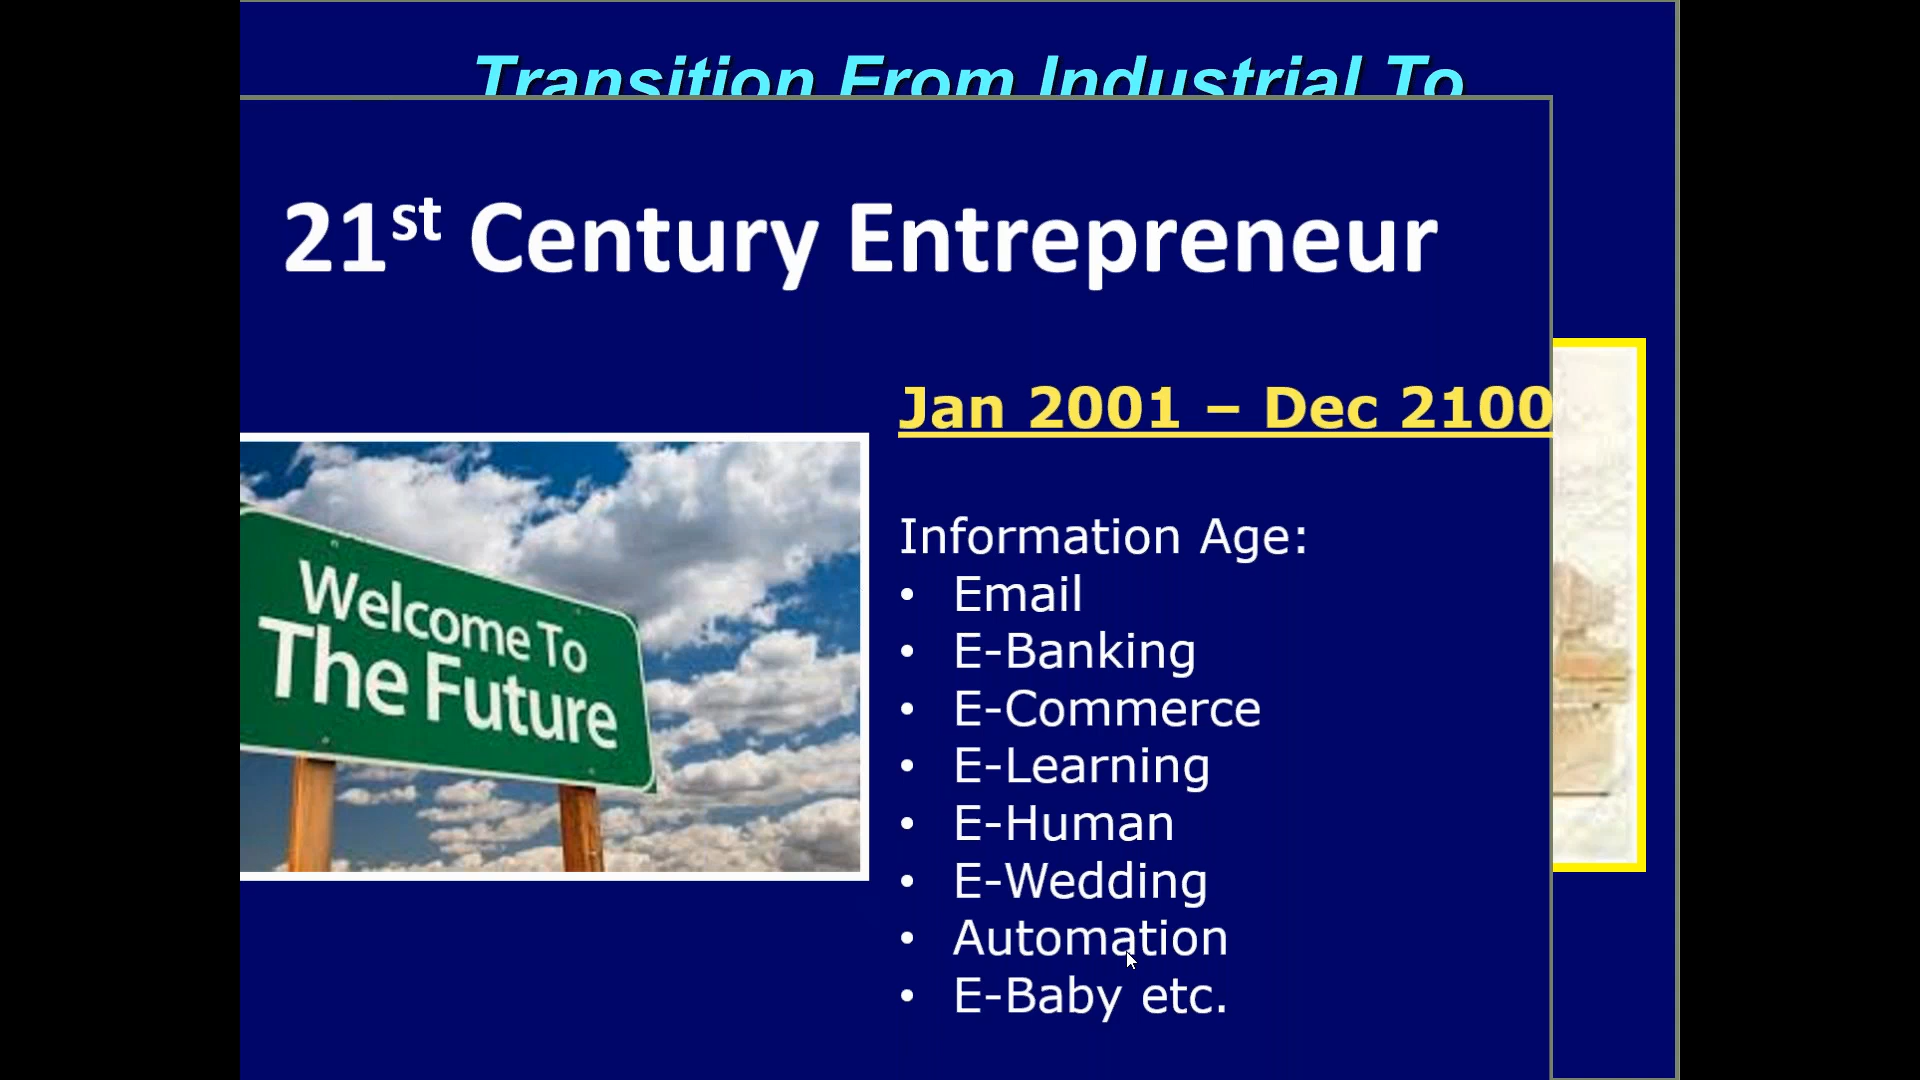 Transition From Industrial To
21st Century Entrepreneur
Jan 2001 – Dec 2100
Welcome To
The Future
Information Age:
• Email
• E-Banking
• E-Commerce
• E-Learning
• E-Human
• E-Wedding
• Automation
• E-Baby etc.